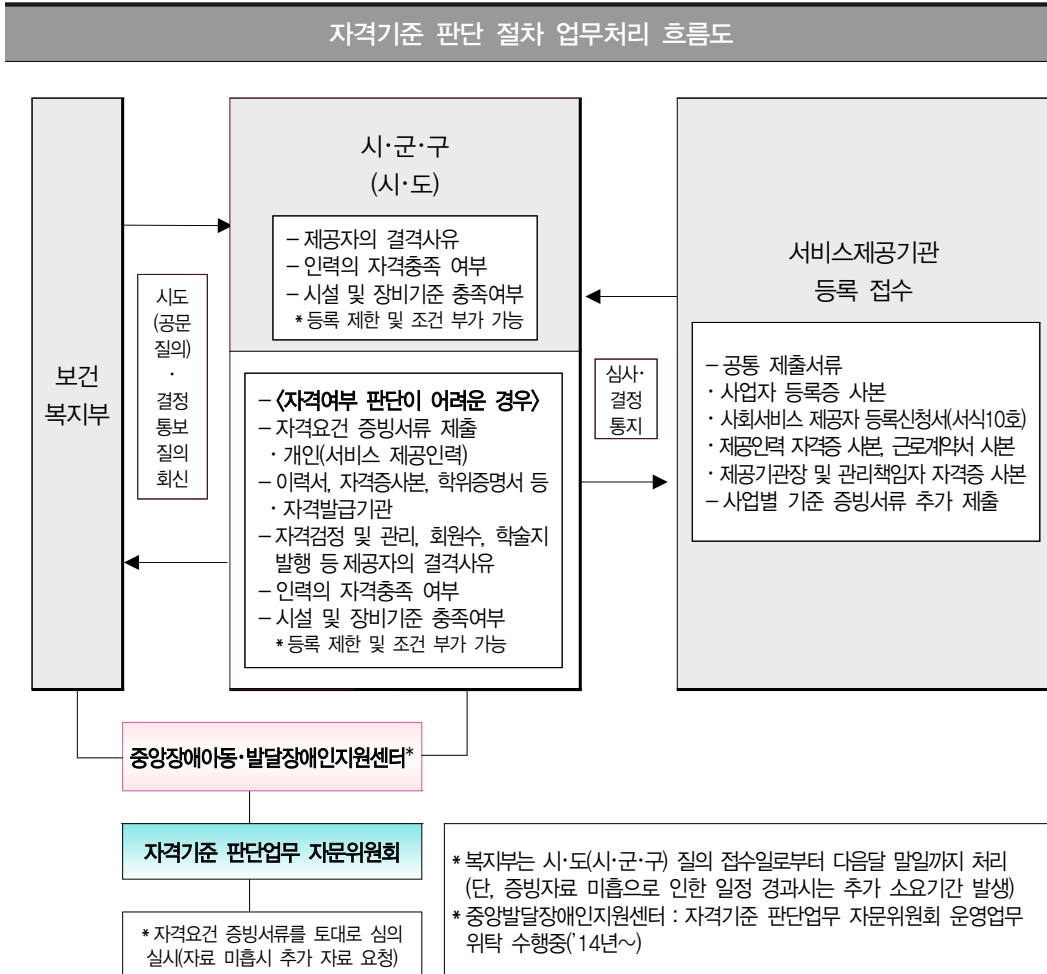 자격기준 판단 절차 업무처리 흐름도
보건
복지부
시도
(공문
질의)
·
결정
통보
질의
회신
시·군·구
(시·도)
– 제공자의 결격사유
– 인력의 자격충족 여부
– 시설 및 장비기준 충족여부
* 등록 제한 및 조건 부가 가능
– 〈자격여부 판단이 어려운 경우〉
– 자격요건 증빙서류 제출
· 개인(서비스 제공인력)
– 이력서, 자격증사본, 학위증명서 등
· 자격발급기관
– 자격검정 및 관리, 회원수, 학술지
발행 등 제공자의 결격사유
– 인력의 자격충족 여부
– 시설 및 장비기준 충족여부
* 등록 제한 및 조건 부가 가능
심사·
결정
통지
서비스제공기관
등록 접수
– 공통 제출서류
· 사업자 등록증 사본
· 사회서비스 제공자 등록신청서(서식10호)
· 제공인력 자격증 사본, 근로계약서 사본
· 제공기관장 및 관리책임자 자격증 사본
– 사업별 기준 증빙서류 추가 제출
중앙장애아동·발달장애인지원센터*
자격기준 판단업무 자문위원회
* 자격요건 증빙서류를 토대로 심의
실시(자료 미흡시 추가 자료 요청)
* 복지부는 시·도(시·군·구) 질의 접수일로부터 다음달 말일까지 처리
(단, 증빙자료 미흡으로 인한 일정 경과시는 추가 소요기간 발생)
* 중앙발달장애인지원센터 : 자격기준 판단업무 자문위원회 운영업무
위탁 수행중('14년~)